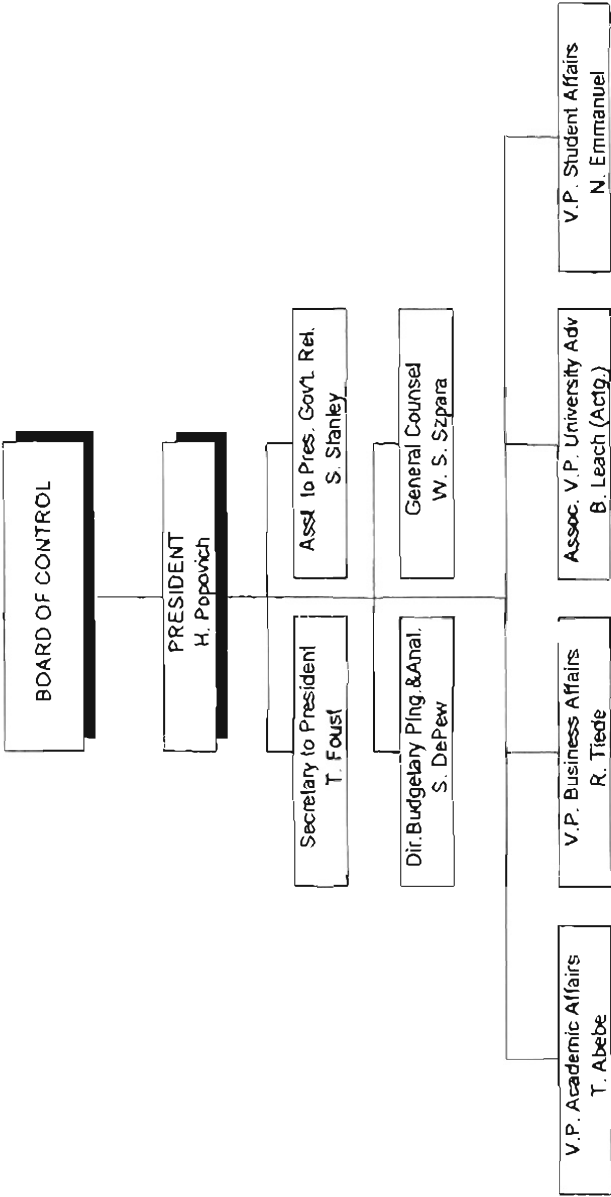 BOARD OF CONTROL
PRESIDENT
H. Popovich
Secretary to President
T. Foust
Asst. to Pres. Gov't. Rel.
S. Stanley
Dir. Budgetary Plng.&Anal.
S. DePew
General Counsel
W. S. Szpara
V.P. Academic Affairs
T. Abebe
V.P. Business Affairs
R. Tiede
Assoc. V.P. University Adv
B. Leach (Actg.)
V.P. Student Affairs
N. Emmanuel